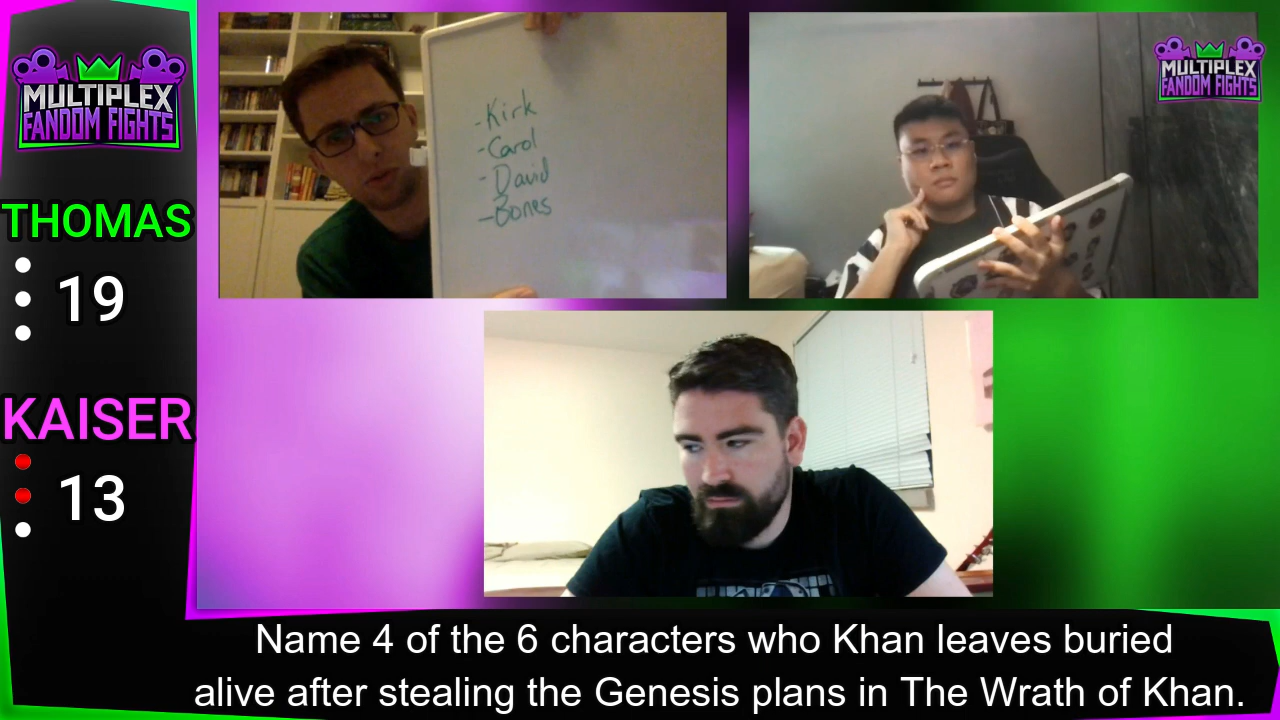 MULTIPLEX
FANDOM FIGHTS
THOMAS
19
KAISER
13
-Kirk
-Carol
-David
-Bones
MULTIPLEX
FANDOM FIGHTS
Name 4 of the 6 characters who Khan leaves buried
alive after stealing the Genesis plans in The Wrath of Khan.